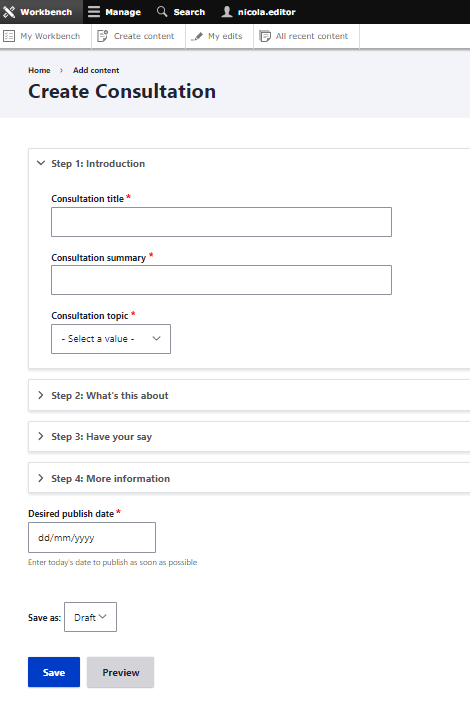 Workbench Manage Search nicola.editor
My Workbench Create content My edits All recent content
Home › Add content
Create Consultation
Step 1: Introduction
Consultation title *
Consultation summary *
Consultation topic *
- Select a value -
Step 2: What's this about
Step 3: Have your say
Step 4: More information
Desired publish date *
dd/mm/yyyy
Enter today's date to publish as soon as possible
Save as: Draft
Save Preview